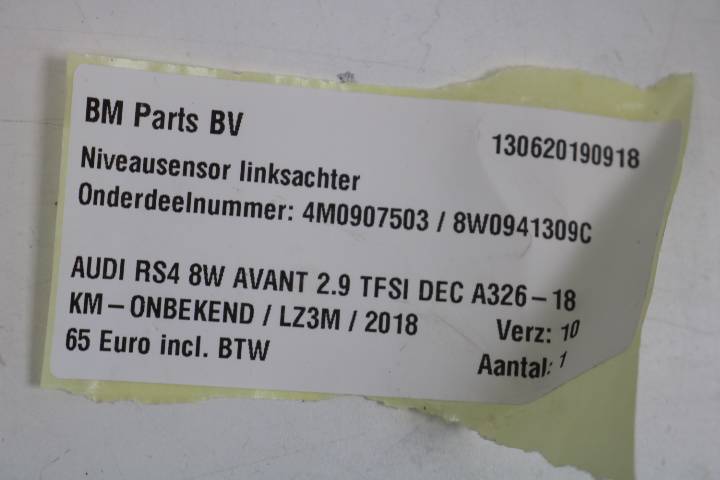 BM Parts BV
130620190918
Niveausensor linksachter
Onderdeelnummer: 4M0907503 / 8W0941309C
AUDI RS4 8W AVANT 2.9 TFSI DEC A326-18
KM-ONBEKEND / LZ3M / 2018
Verz: 10
65 Euro incl. BTW
Aantal: 1